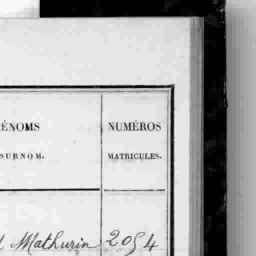 ÉNOMS NUMÉROS
SURNOM. MATRICULES.
Mathurin 2054